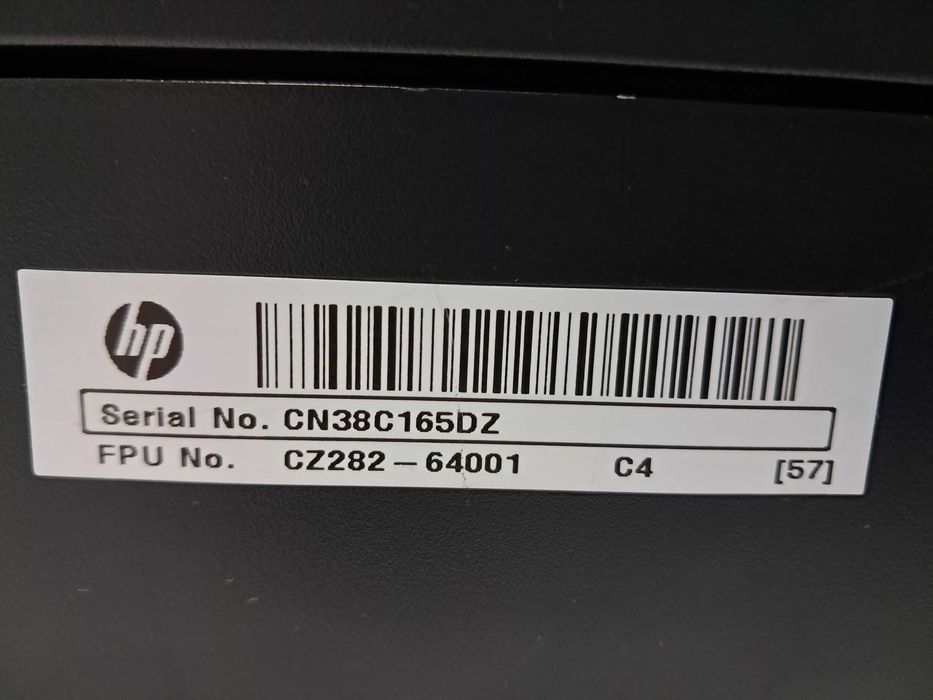 hp
Serial No. CN38C165DZ
FPU No. CZ282-64001 C4 [57]